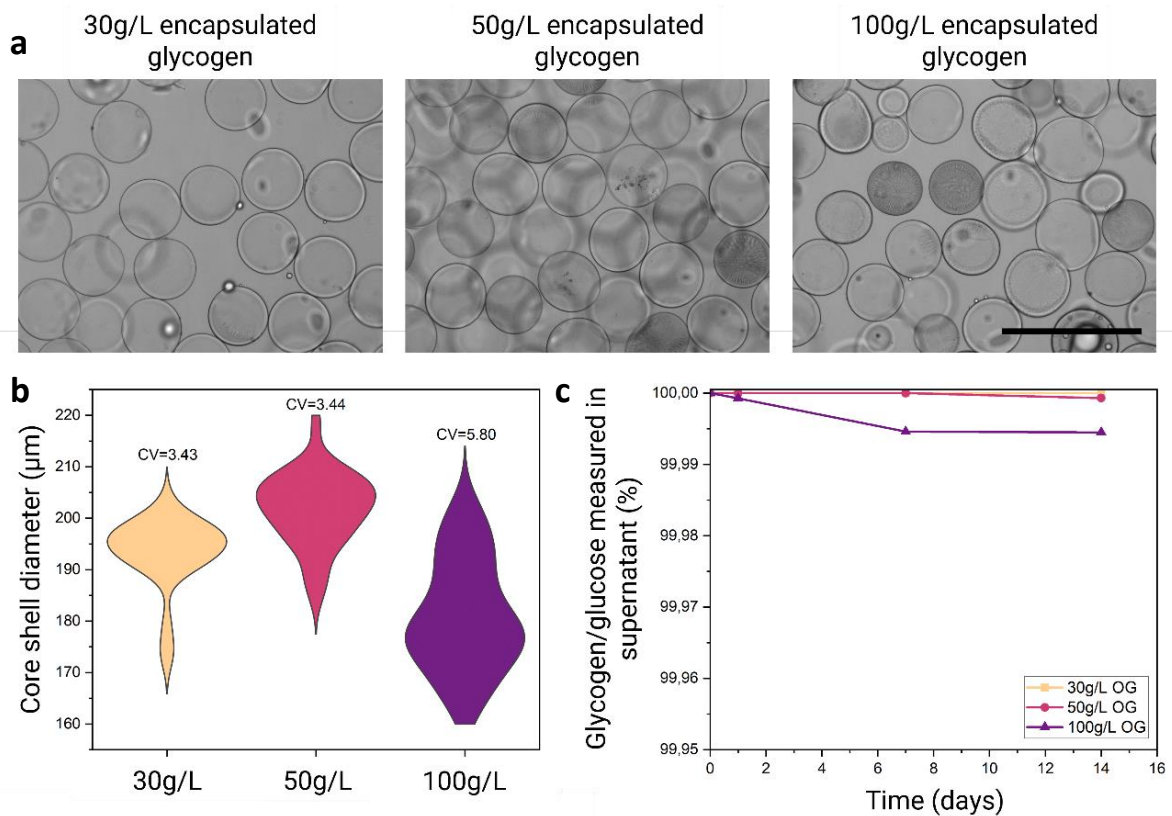 a
30g/L encapsulated
glycogen
50g/L encapsulated
glycogen
100g/L encapsulated
glycogen
b
Core shell diameter (µm)
220
210
200
190
180
170
160
CV=3.43
CV=3.44
CV=5.80
30g/L
50g/L
100g/L
c
Glycogen/glucose measured in
supernatant (%)
100,00
99,99
99,98
99,97
99,96
99,95
30g/L OG
50g/L OG
100g/L OG
0
2
4
6
8
10
12
14
16
Time (days)